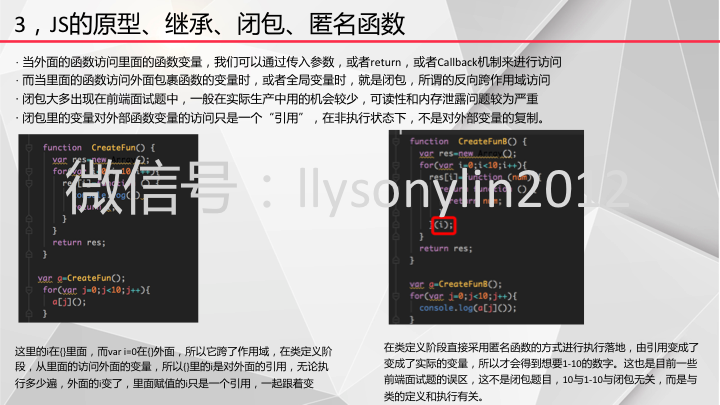 3，JS的原型、继承、闭包、匿名函数
· 当外面的函数访问里面的函数变量，我们可以通过传入参数，或者return，或者Callback机制来进行访问
· 而当里面的函数访问外面包裹函数的变量时，或者全局变量时，就是闭包，所谓的反向跨作用域访问
· 闭包大多出现在前端面试题中，一般在实际生产中用的机会较少，可读性和内存泄露问题较为严重
· 闭包里的变量对外部函数变量的访问只是一个“引用”，在非执行状态下，不是对外部变量的复制。
function CreateFun() {
var res=new Array();
for(var i=0;i<10;i++){
}
}
return res;
}
var a=CreateFun();
for(var j=0;j<10;j++){
a[j]();
}
function CreateFunB() {
var res=new Array();
for(var i=0;i<10;i++){
res[i]=function (num){
return function () {
return num;
}(i);
}
return res;
}
var a=CreateFunB();
for(var j=0;j<10;j++){
console.log(a[j]());
}
微信号：llysonylin2012
这里的i在()里面，而var i=0在()外面，所以它跨了作用域，在类定义阶
段，从里面的访问外面的变量，所以()里的i是对外面的引用，无论执
行多少遍，外面的i变了，里面赋值的i只是一个引用，一起跟着变
在类定义阶段直接采用匿名函数的方式进行执行落地，由引用变成了
变成了实际的变量，所以才会得到想要1-10的数字。这也是目前一些
前端面试题的误区，这不是闭包题目，10与1-10与闭包无关，而是与
类的定义和执行有关。